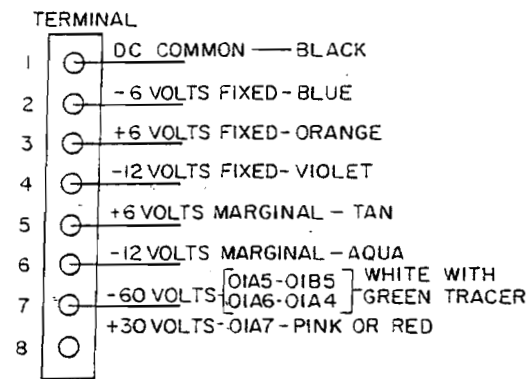 TERMINAL
1 DC COMMON — BLACK
2 -6 VOLTS FIXED-BLUE
3 +6 VOLTS FIXED-ORANGE
4 -12 VOLTS FIXED-VIOLET
5 +6 VOLTS MARGINAL - TAN
6 -12 VOLTS MARGINAL-AQUA
7 -60 VOLTS-[01A5-01B5 01A6-01A4] WHITE WITH GREEN TRACER
8 +30 VOLTS-01A7-PINK OR RED